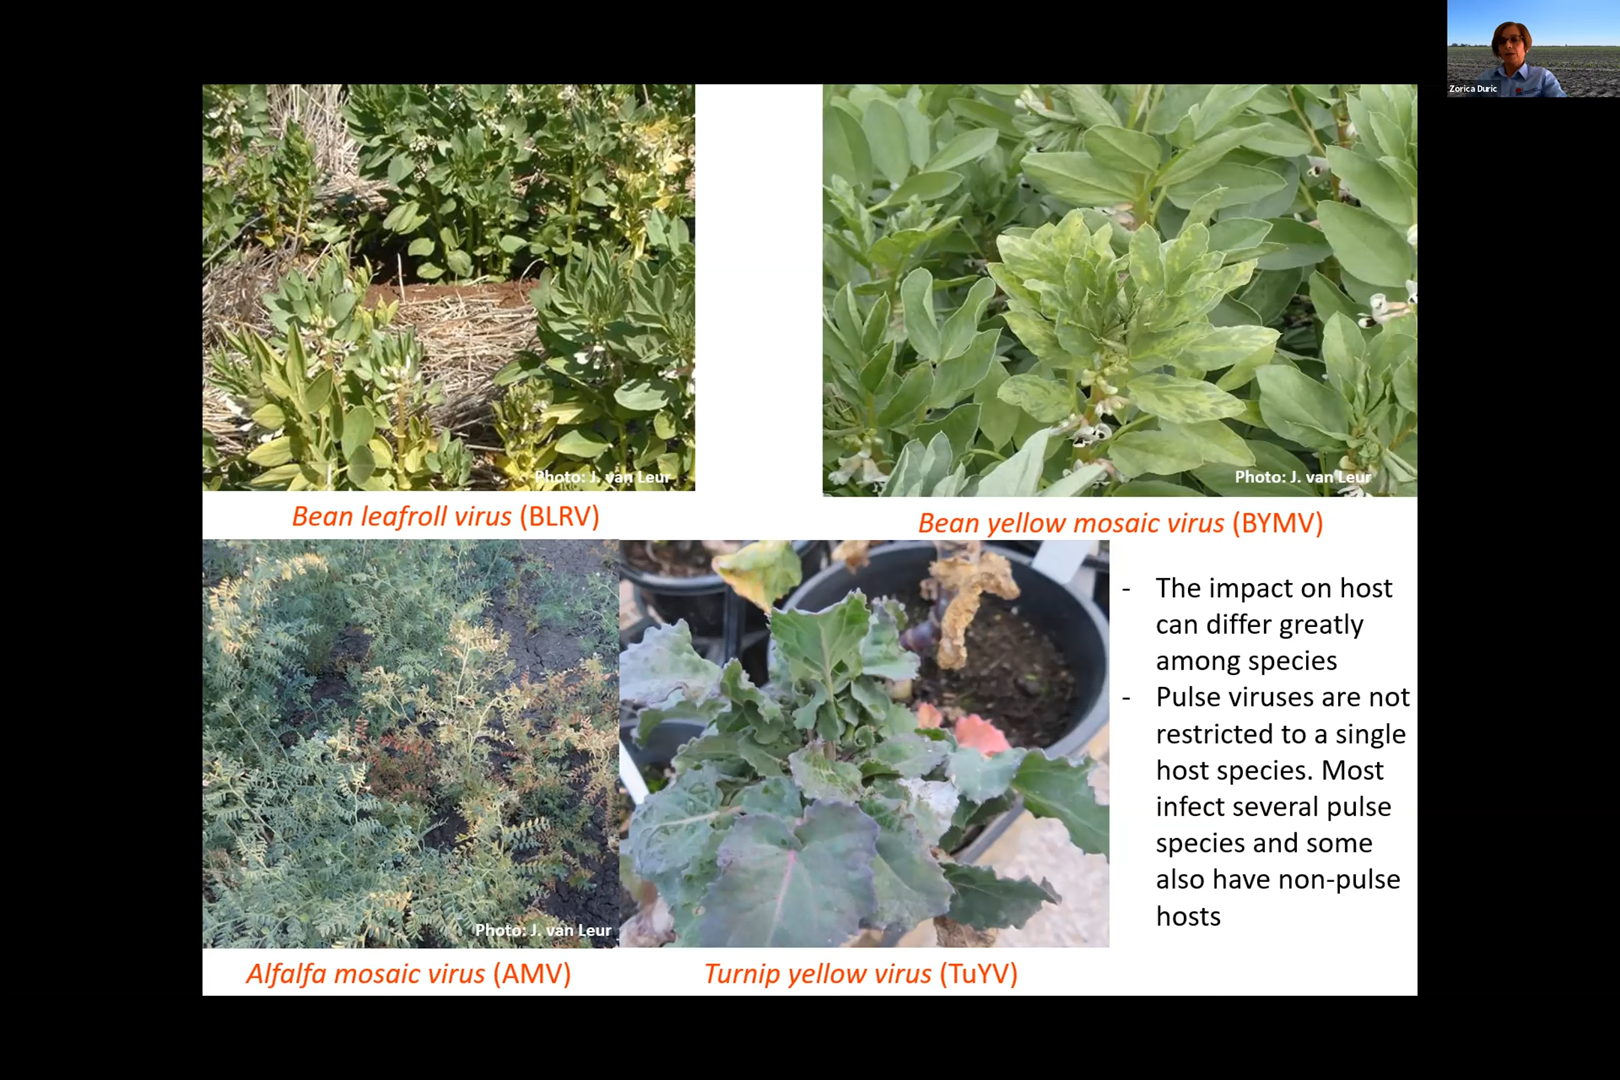 Zorica Duric
Photo: J. van Leur
Photo: J. van Leur
Bean leafroll virus (BLRV)
Bean yellow mosaic virus (BYMV)
- The impact on host
can differ greatly
among species
- Pulse viruses are not
restricted to a single
host species. Most
infect several pulse
species and some
also have non-pulse
hosts
Photo: J. van Leur
Alfalfa mosaic virus (AMV)
Turnip yellow virus (TuYV)